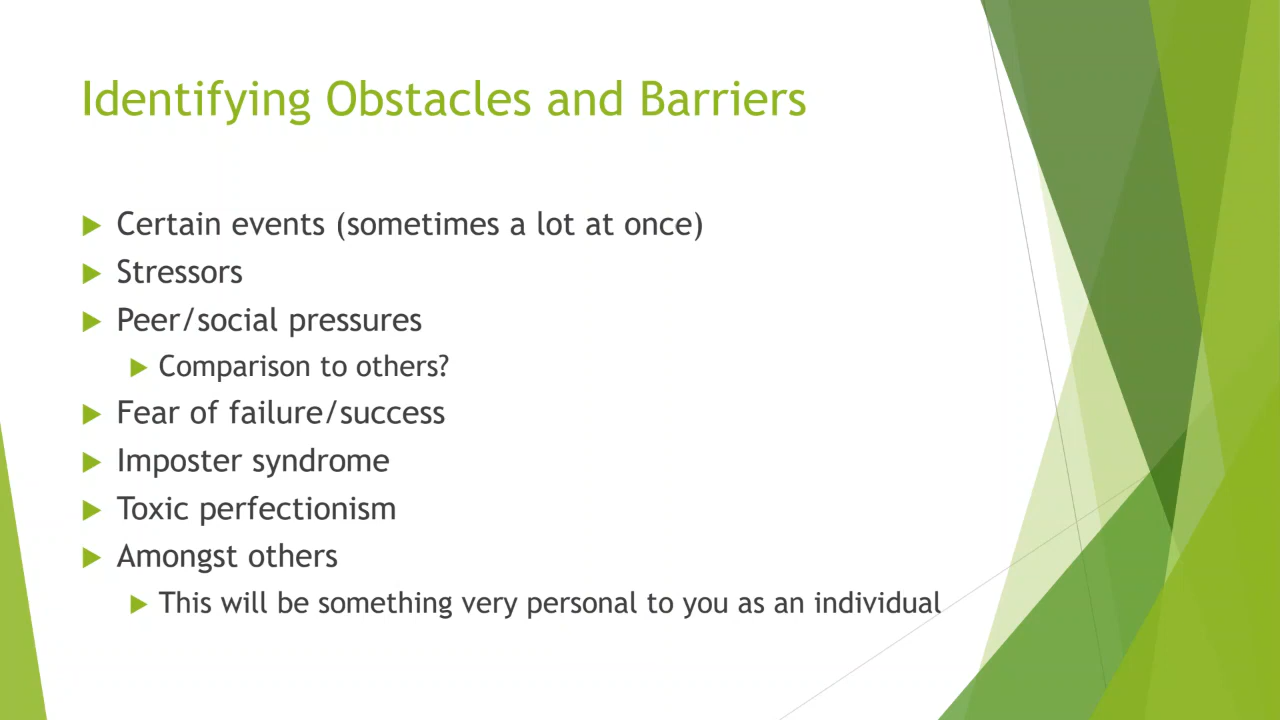 Identifying Obstacles and Barriers
Certain events (sometimes a lot at once)
Stressors
Peer/social pressures
Comparison to others?
Fear of failure/success
Imposter syndrome
Toxic perfectionism
Amongst others
This will be something very personal to you as an individual